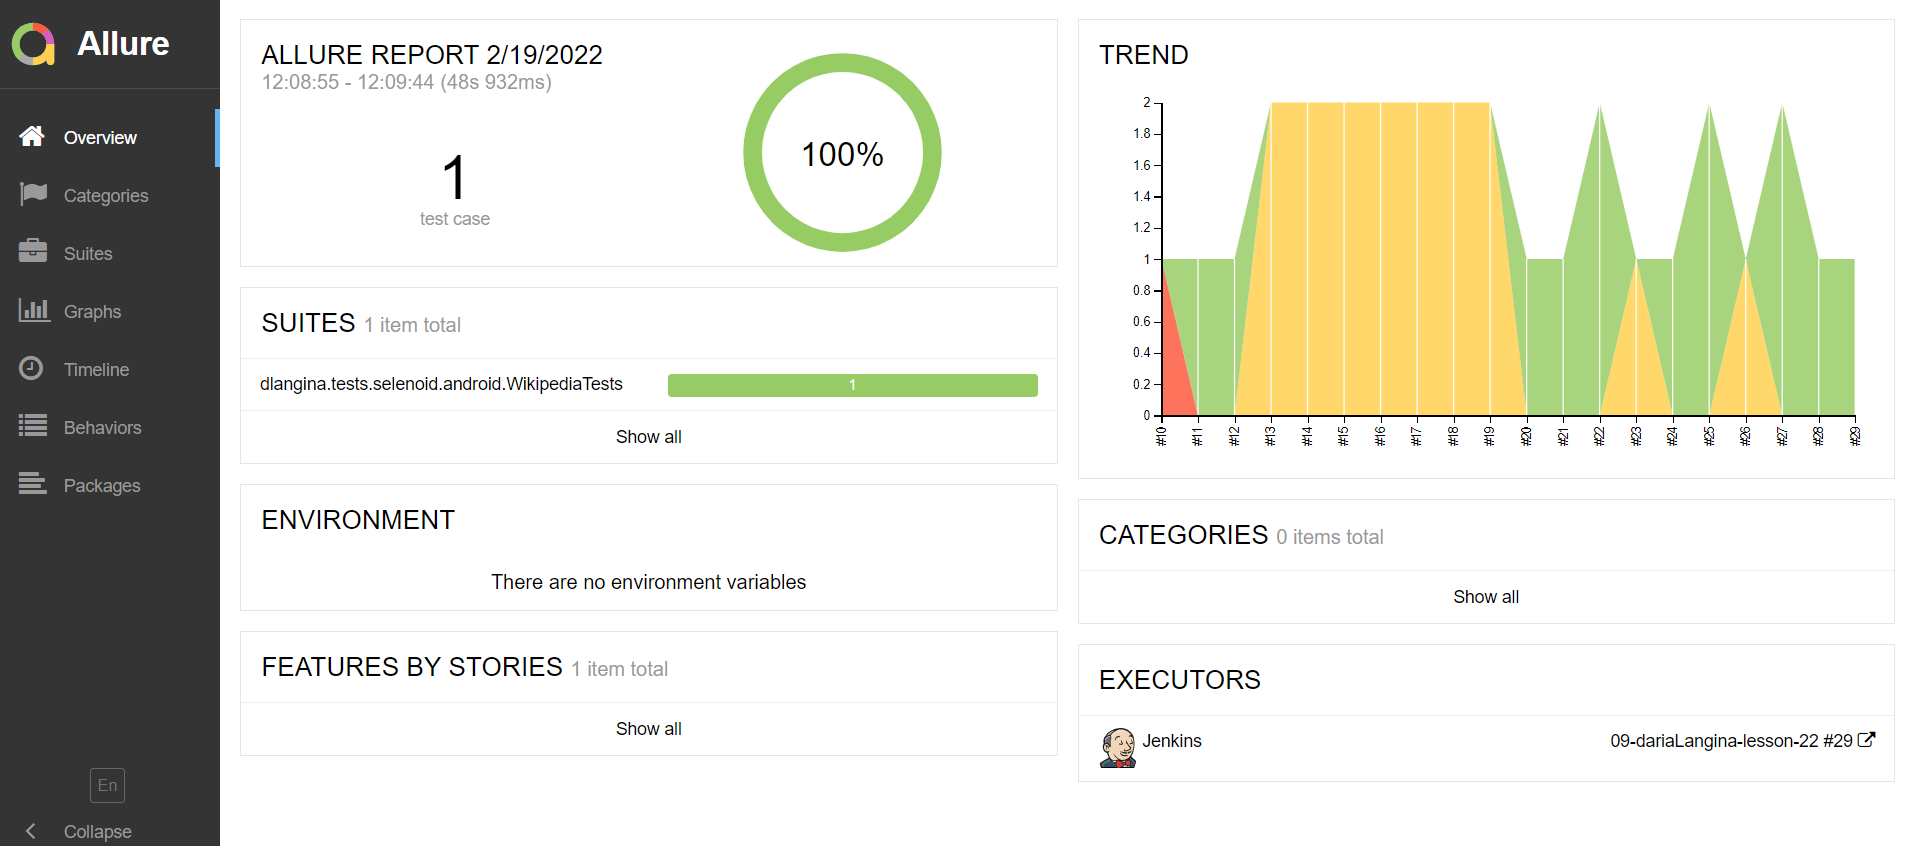 Allure
Overview
Categories
Suites
Graphs
Timeline
Behaviors
Packages
En
Collapse
ALLURE REPORT 2/19/2022
12:08:55 - 12:09:44 (48s 932ms)
1
test case
100%
SUITES 1 item total
dlangina.tests.selenoid.android.WikipediaTests 1
Show all
ENVIRONMENT
There are no environment variables
FEATURES BY STORIES 1 item total
Show all
TREND
2
1.8
1.6
1.4
1.2
1
0.8
0.6
0.4
0.2
0
#10 #11 #12 #13 #14 #15 #16 #17 #18 #19 #20 #21 #22 #23 #24 #25 #26 #27 #28 #29
CATEGORIES 0 items total
Show all
EXECUTORS
Jenkins 09-dariaLangina-lesson-22 #29